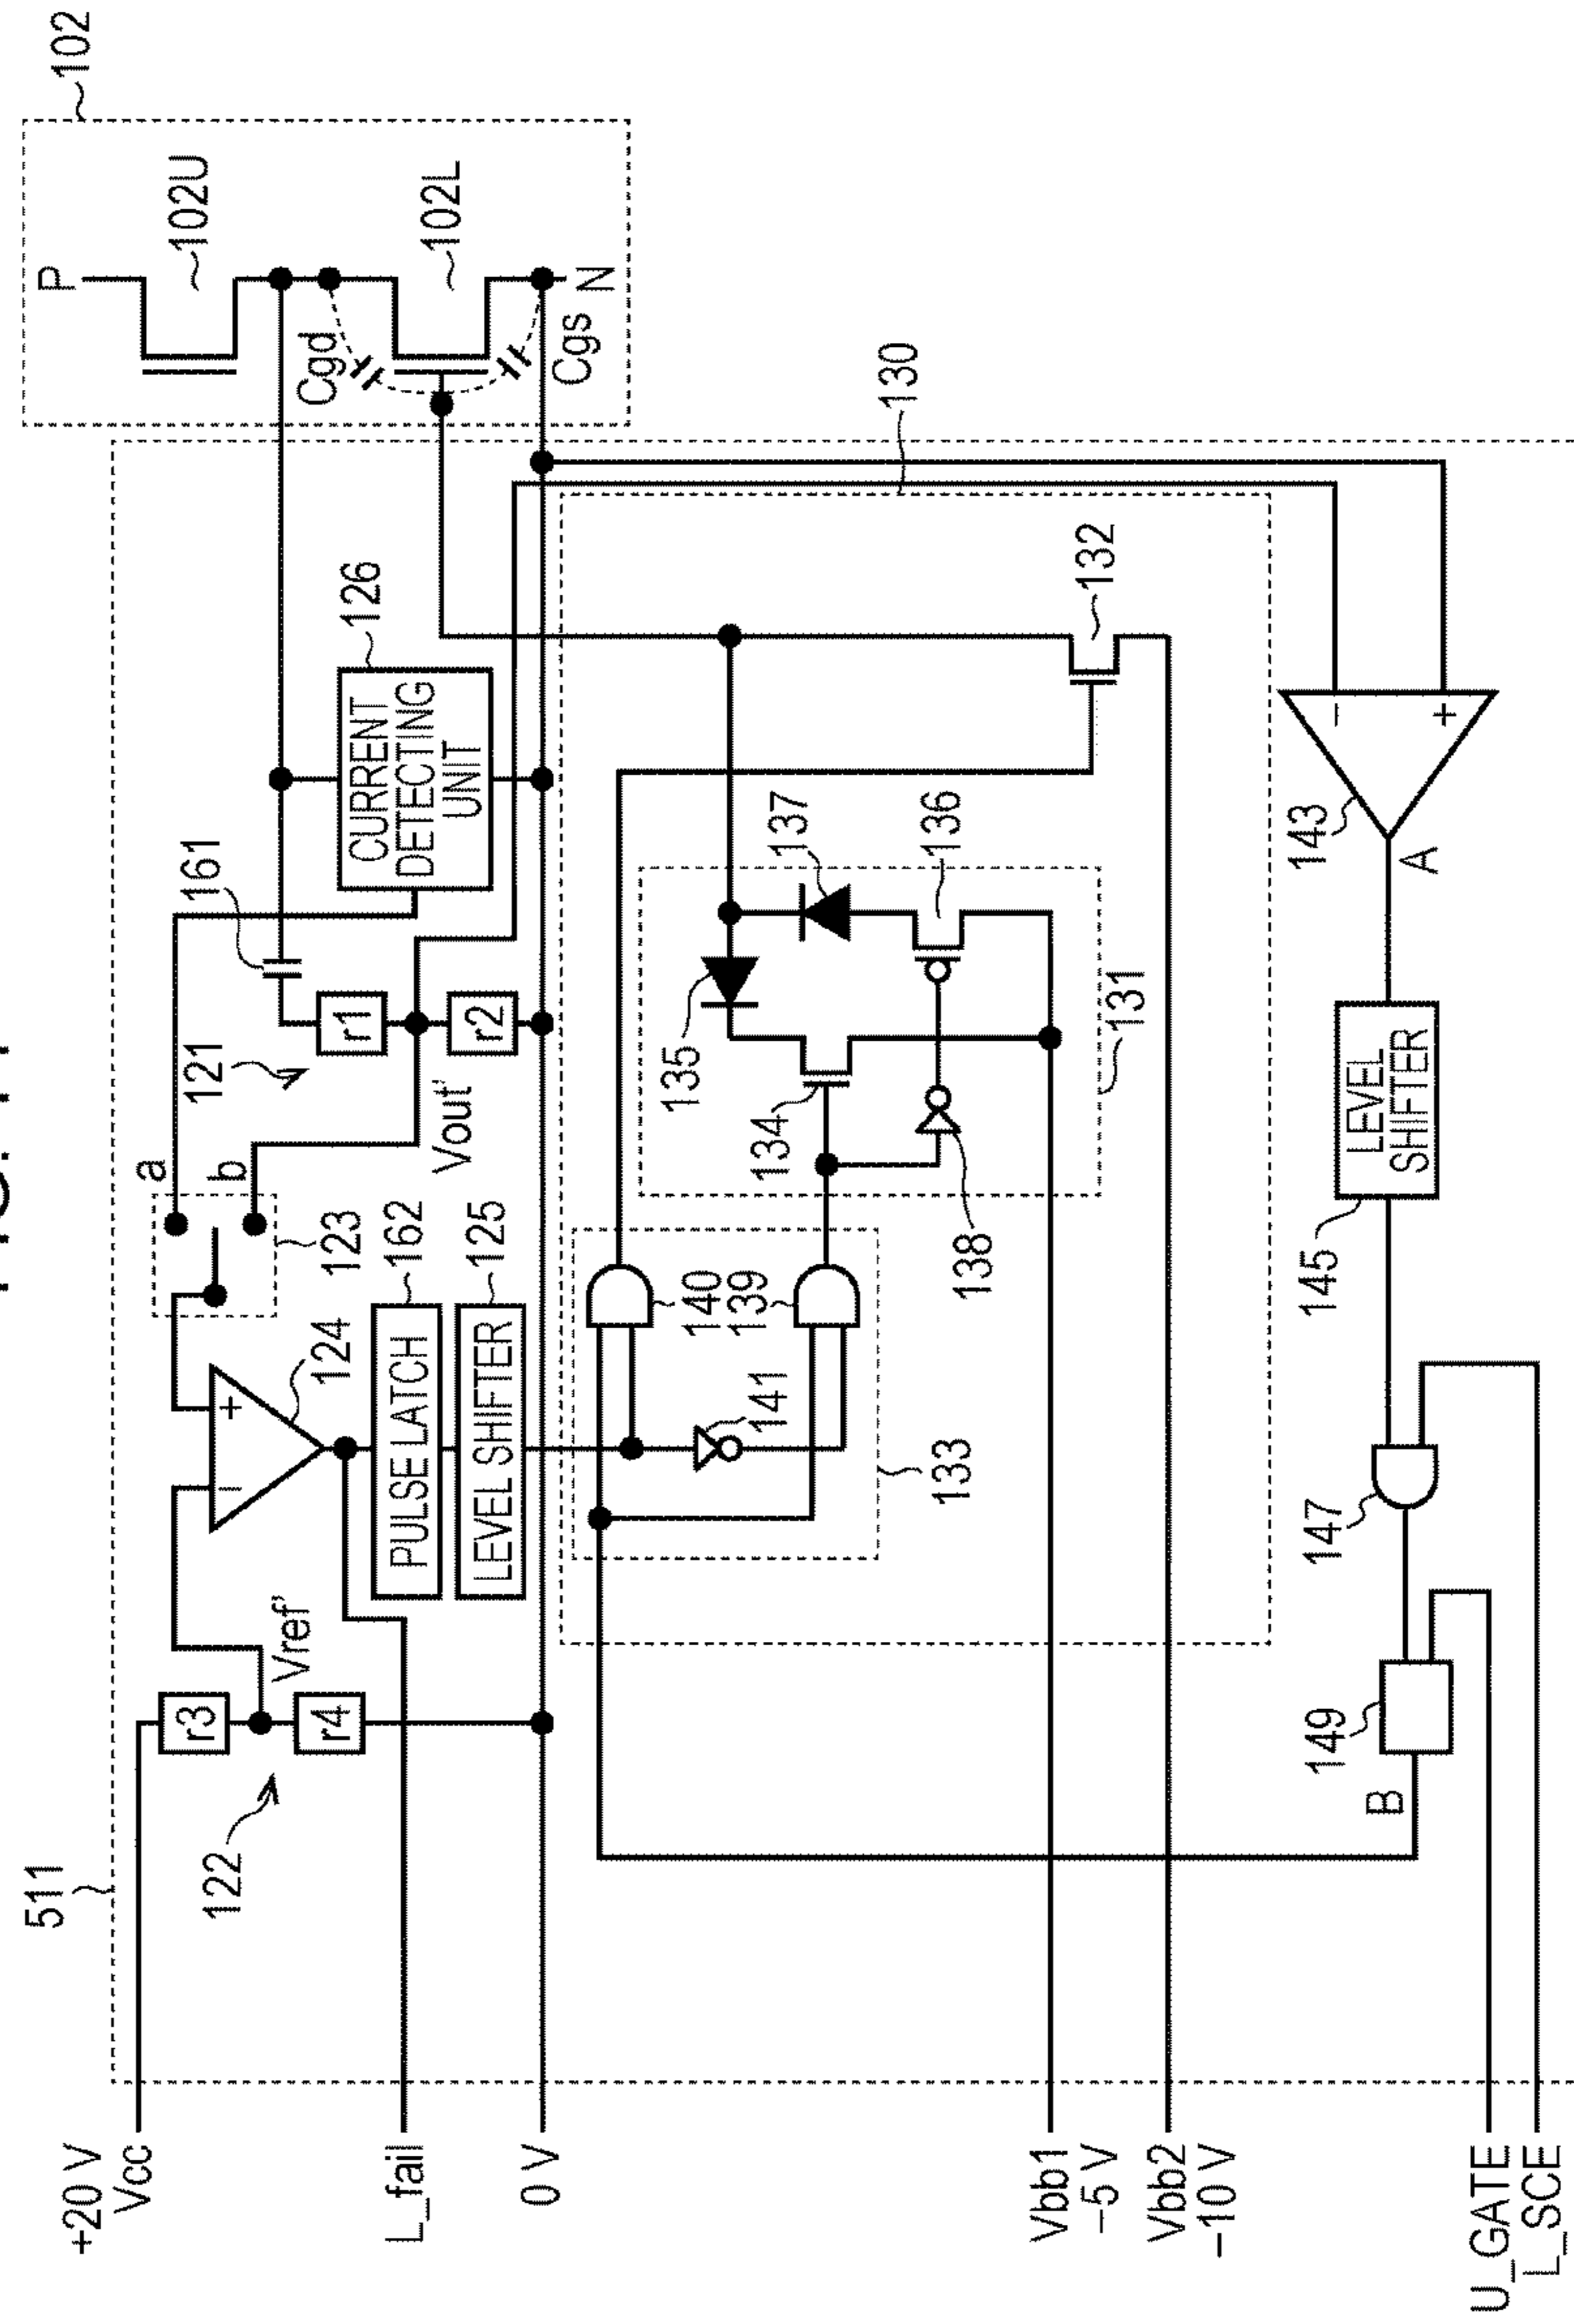 102
P
102U
102L
Cgd
Cgs
N
511
130
+20 V
Vcc
r3
r4
Vref'
122
−
+
124
a
b
123
121
r1
r2
Vout'
161
CURRENT
DETECTING
UNIT
126
PULSE LATCH
162
LEVEL SHIFTER
125
L_fail
0 V
140
139
141
133
135
134
137
136
138
131
132
Vbb1
−5 V
Vbb2
−10 V
−
+
143
A
LEVEL
SHIFTER
145
147
149
B
U_GATE
L_SCE